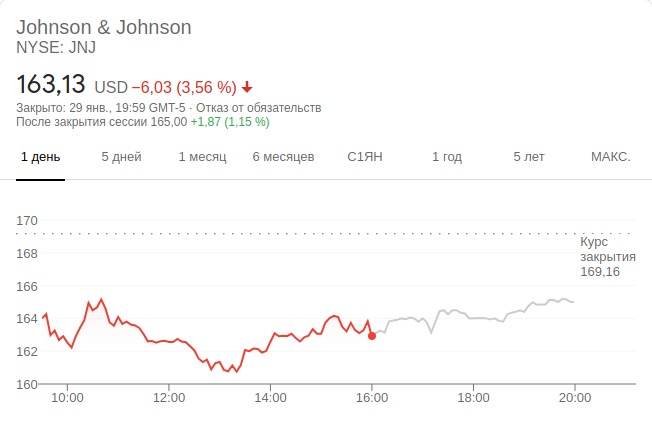 Johnson & Johnson
NYSE: JNJ
163,13 USD −6,03 (3,56 %)
Закрыто: 29 янв., 19:59 GMT-5 · Отказ от обязательств
После закрытия сессии 165,00 +1,87 (1,15 %)
1 день 5 дней 1 месяц 6 месяцев С1ЯН 1 год 5 лет МАКС.
170
Курс
закрытия
169,16
168
166
164
162
160
10:00 12:00 14:00 16:00 18:00 20:00